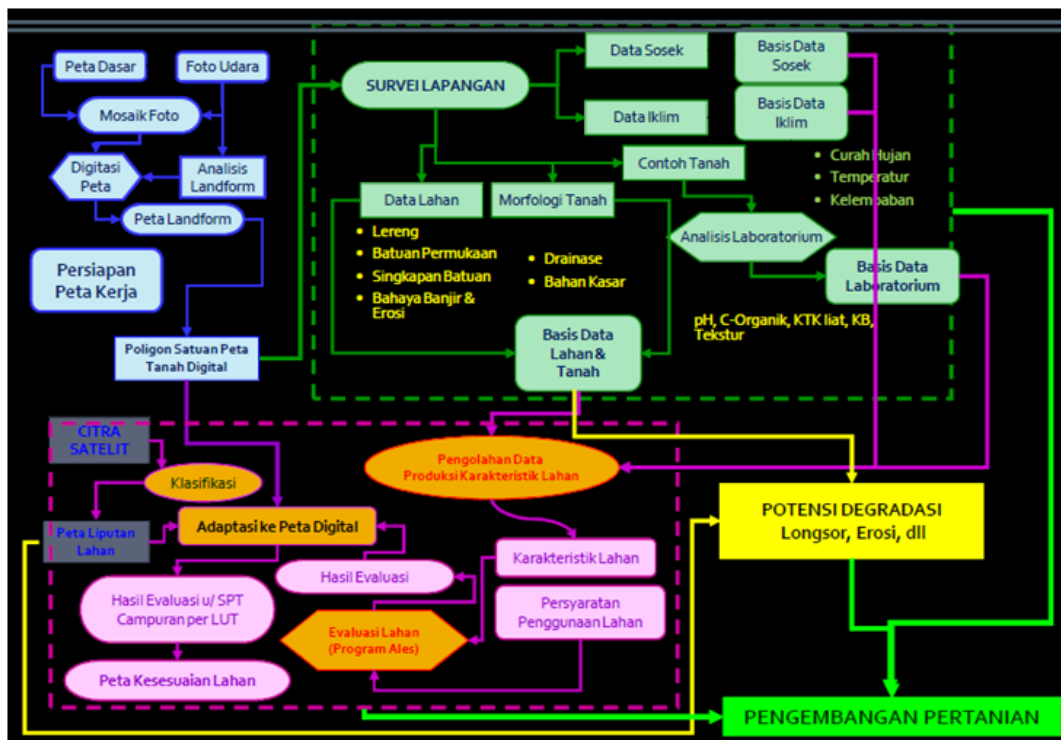 Peta Dasar
Foto Udara
Mosaik Foto
Digitasi
Peta
Analisis
Landform
Peta Landform
Persiapan
Peta Kerja
Poligon Satuan Peta
Tanah Digital
SURVEI LAPANGAN
Data Sosek
Basis Data
Sosek
Data Iklim
Basis Data
Iklim
• Curah Hujan
• Temperatur
• Kelembaban
Contoh Tanah
Data Lahan
Morfologi Tanah
Analisis Laboratorium
• Lereng
• Batuan Permukaan
• Singkapan Batuan
• Bahaya Banjir &
Erosi
• Drainase
• Bahan Kasar
Basis Data
Laboratorium
pH, C-Organik, KTK liat, KB,
Tekstur
Basis Data
Lahan &
Tanah
CITRA
SATELIT
Klasifikasi
Peta Liputan
Lahan
Adaptasi ke Peta Digital
Pengolahan Data
Produksi Karakteristik Lahan
Hasil Evaluasi
Karakteristik Lahan
Hasil Evaluasi u/ SPT
Campuran per LUT
Evaluasi Lahan
(Program Ales)
Persyaratan
Penggunaan Lahan
Peta Kesesuaian Lahan
POTENSI DEGRADASI
Longsor, Erosi, dll
PENGEMBANGAN PERTANIAN